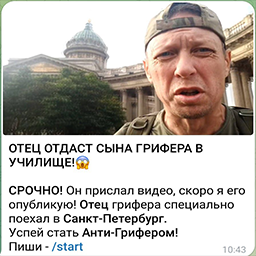 ОТЕЦ ОТДАСТ СЫНА ГРИФЕРА В
УЧИЛИЩЕ!😱
СРОЧНО! Он прислал видео, скоро я его
опубликую! Отец грифера специально
поехал в Санкт-Петербург.
Успей стать Анти-Грифером!
Пиши - /start
10:43